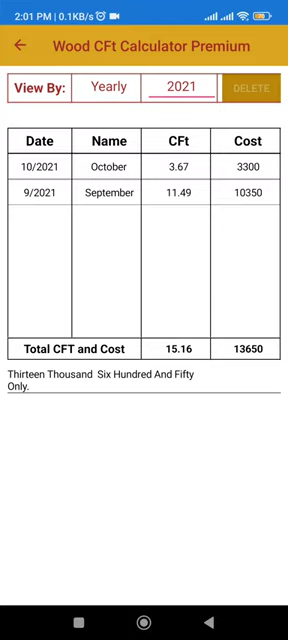 2:01 PM | 0.1KB/s
Wood CFt Calculator Premium
View By: Yearly 2021 DELETE
Date Name CFt Cost
10/2021 October 3.67 3300
9/2021 September 11.49 10350
Total CFT and Cost 15.16 13650
Thirteen Thousand Six Hundred And Fifty
Only.